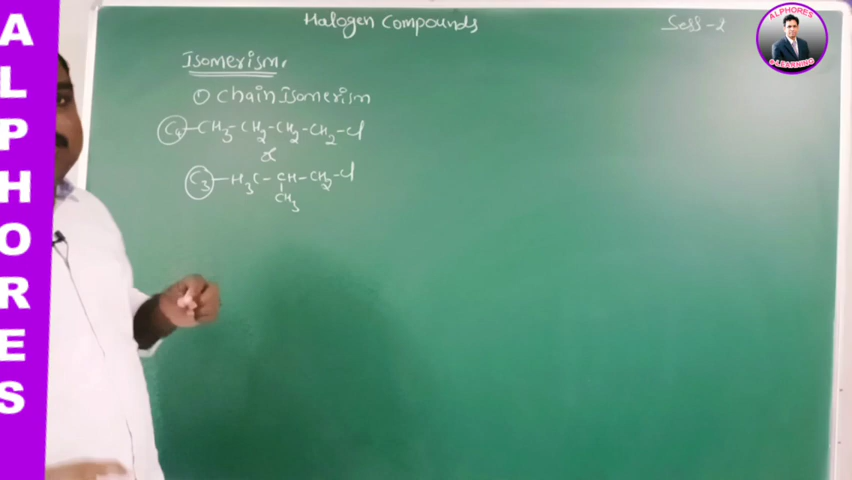 Halogen Compounds
Sess-2
ALPHORES
e-LEARNING
ALPHORES
Isomerism.
① Chain Isomerism
C4 — CH3-CH2-CH2-CH2-Cl
&
C3 — H3C-CH-CH2-Cl
CH3